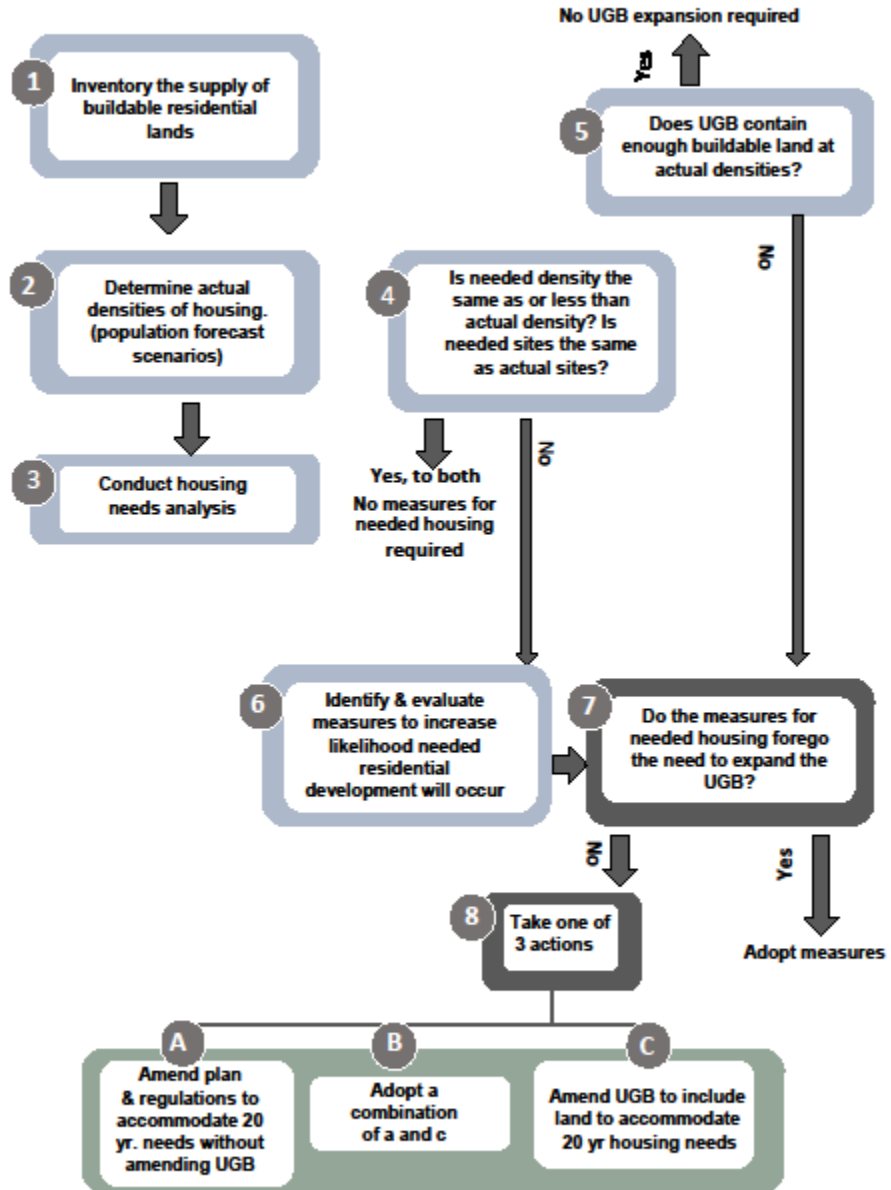 1
Inventory the supply of
buildable residential
lands
2
Determine actual
densities of housing.
(population forecast
scenarios)
3
Conduct housing
needs analysis
4
Is needed density the
same as or less than
actual density? Is
needed sites the same
as actual sites?
Yes, to both
No measures for
needed housing
required
No
No UGB expansion required
Yes
5
Does UGB contain
enough buildable land at
actual densities?
No
6
Identify & evaluate
measures to increase
likelihood needed
residential
development will occur
7
Do the measures for
needed housing forego
the need to expand the
UGB?
No
Yes
Adopt measures
8
Take one of
3 actions
A
Amend plan
& regulations to
accommodate 20
yr. needs without
amending UGB
B
Adopt a
combination
of a and c
C
Amend UGB to include
land to accommodate
20 yr housing needs